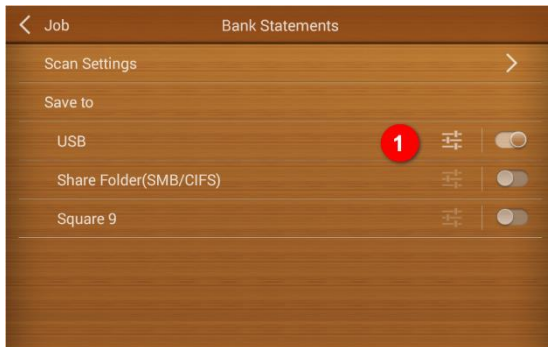 Job Bank Statements
Scan Settings
Save to
USB 1
Share Folder(SMB/CIFS)
Square 9